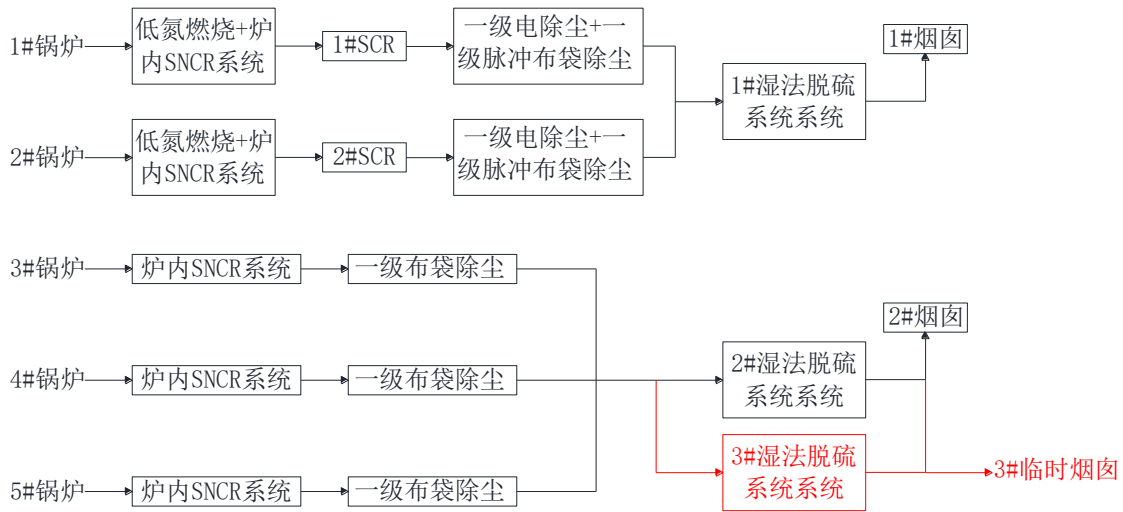 1#锅炉
低氮燃烧+炉
内SNCR系统
1#SCR
一级电除尘+一
级脉冲布袋除尘
1#湿法脱硫
系统系统
1#烟囱
2#锅炉
低氮燃烧+炉
内SNCR系统
2#SCR
一级电除尘+一
级脉冲布袋除尘
3#锅炉
炉内SNCR系统
一级布袋除尘
2#烟囱
4#锅炉
炉内SNCR系统
一级布袋除尘
2#湿法脱硫
系统系统
3#湿法脱硫
系统系统
3#临时烟囱
5#锅炉
炉内SNCR系统
一级布袋除尘